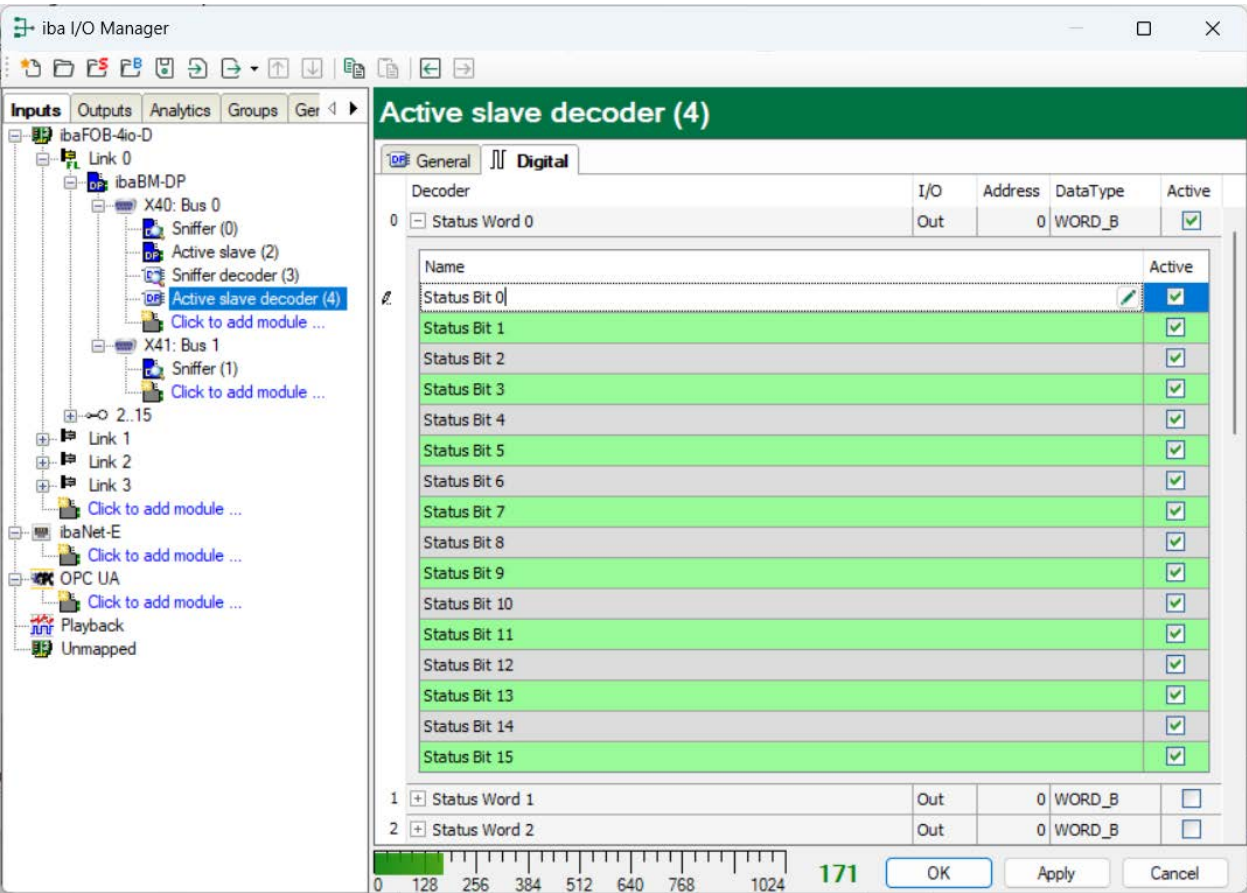 iba I/O Manager
Inputs Outputs Analytics Groups Ger
ibaFOB-4io-D
Link 0
ibaBM-DP
X40: Bus 0
Sniffer (0)
Active slave (2)
Sniffer decoder (3)
Active slave decoder (4)
Click to add module ...
X41: Bus 1
Sniffer (1)
Click to add module ...
2..15
Link 1
Link 2
Link 3
Click to add module ...
ibaNet-E
Click to add module ...
OPC UA
Click to add module ...
Playback
Unmapped
Active slave decoder (4)
General Digital
Decoder I/O Address DataType Active
0 Status Word 0 Out 0 WORD_B
Name Active
Status Bit 0
Status Bit 1
Status Bit 2
Status Bit 3
Status Bit 4
Status Bit 5
Status Bit 6
Status Bit 7
Status Bit 8
Status Bit 9
Status Bit 10
Status Bit 11
Status Bit 12
Status Bit 13
Status Bit 14
Status Bit 15
1 Status Word 1 Out 0 WORD_B
2 Status Word 2 Out 0 WORD_B
0 128 256 384 512 640 768 1024 171 OK Apply Cancel